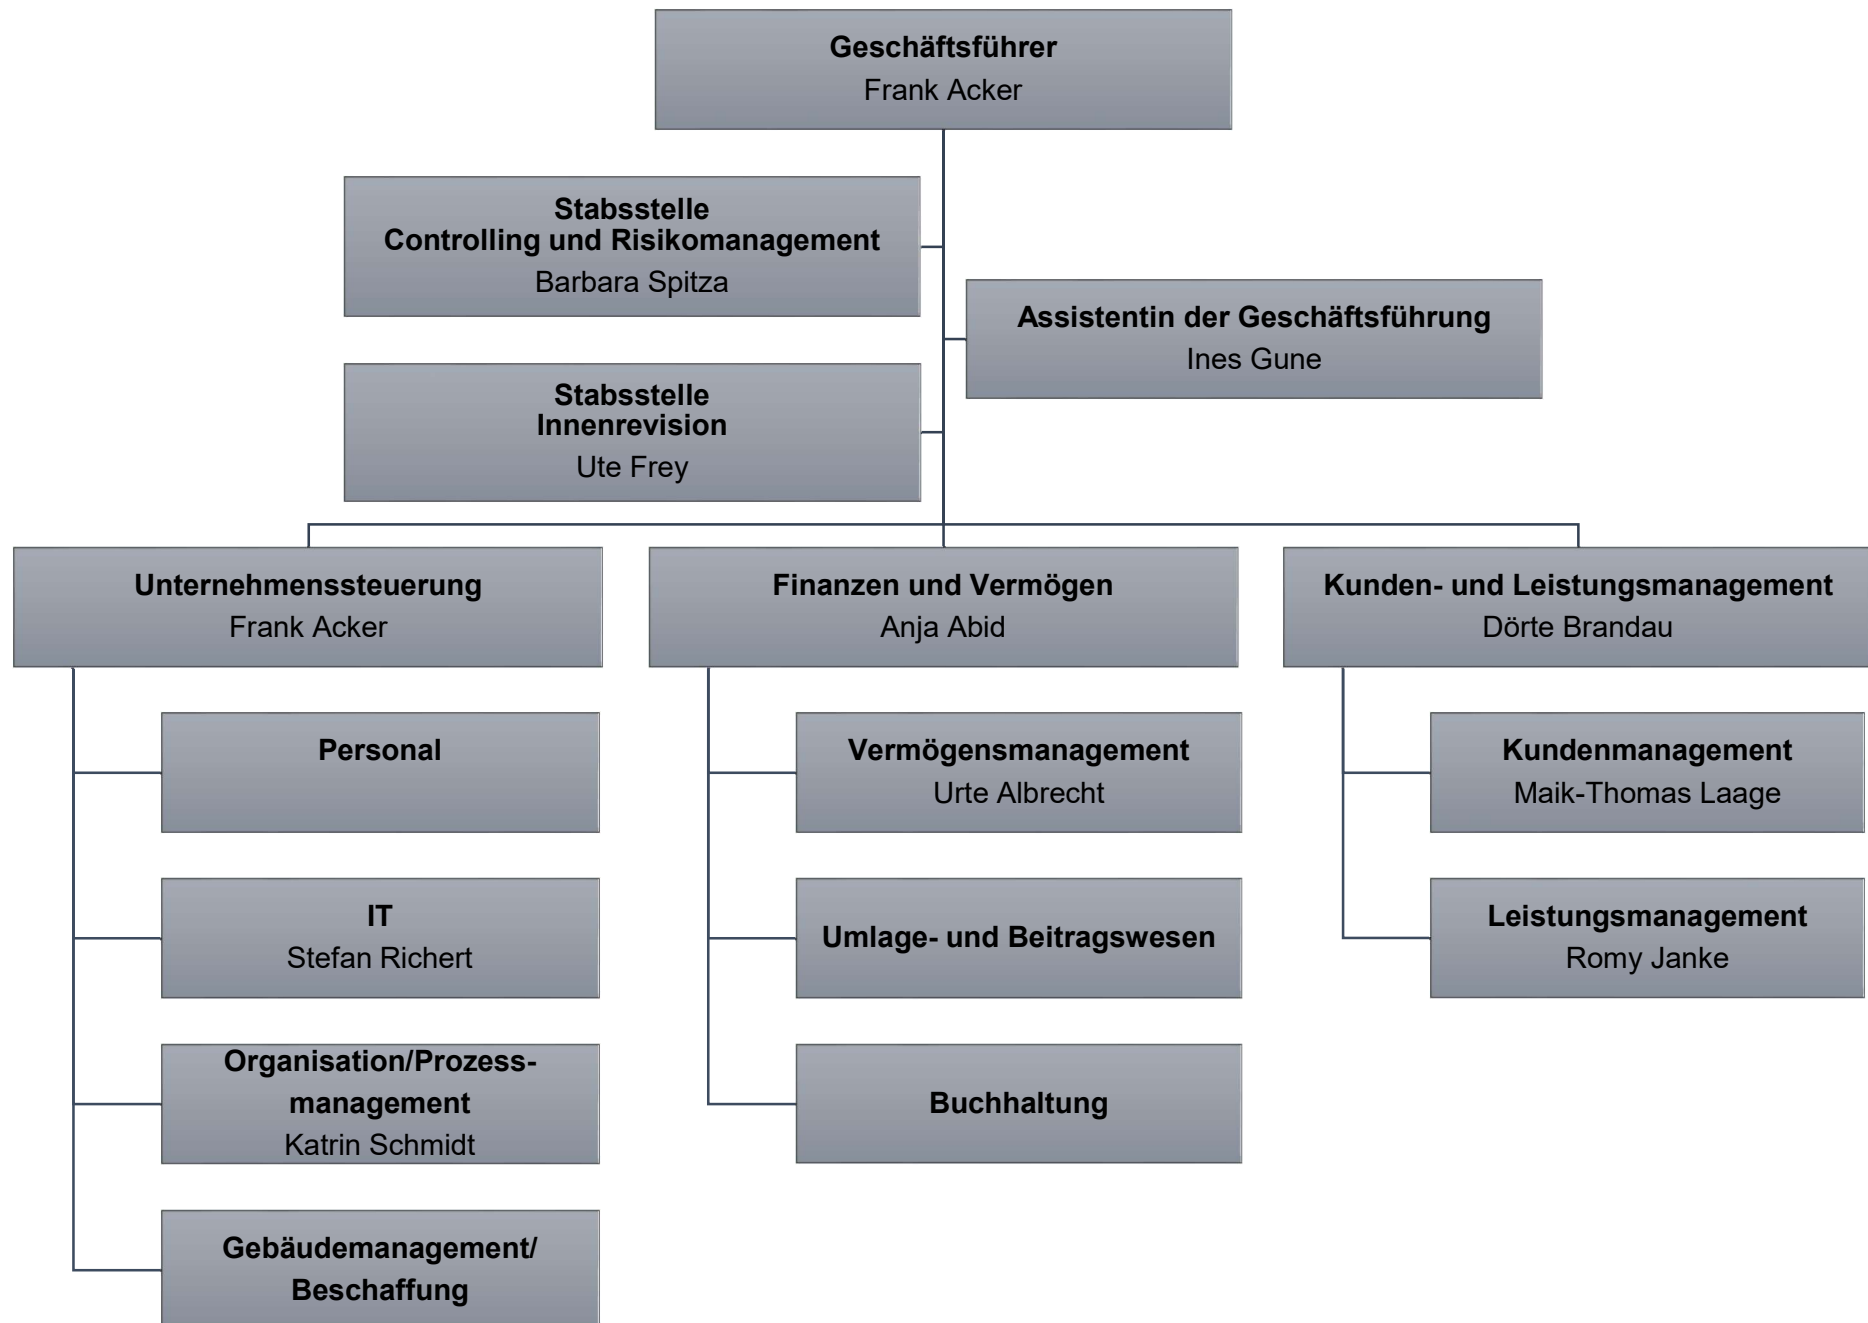 Geschäftsführer
Frank Acker
Stabsstelle
Controlling und Risikomanagement
Barbara Spitza
Assistentin der Geschäftsführung
Ines Gune
Stabsstelle
Innenrevision
Ute Frey
Unternehmenssteuerung
Frank Acker
Personal
IT
Stefan Richert
Organisation/Prozess-
management
Katrin Schmidt
Gebäudemanagement/
Beschaffung
Finanzen und Vermögen
Anja Abid
Vermögensmanagement
Urte Albrecht
Umlage- und Beitragswesen
Buchhaltung
Kunden- und Leistungsmanagement
Dörte Brandau
Kundenmanagement
Maik-Thomas Laage
Leistungsmanagement
Romy Janke